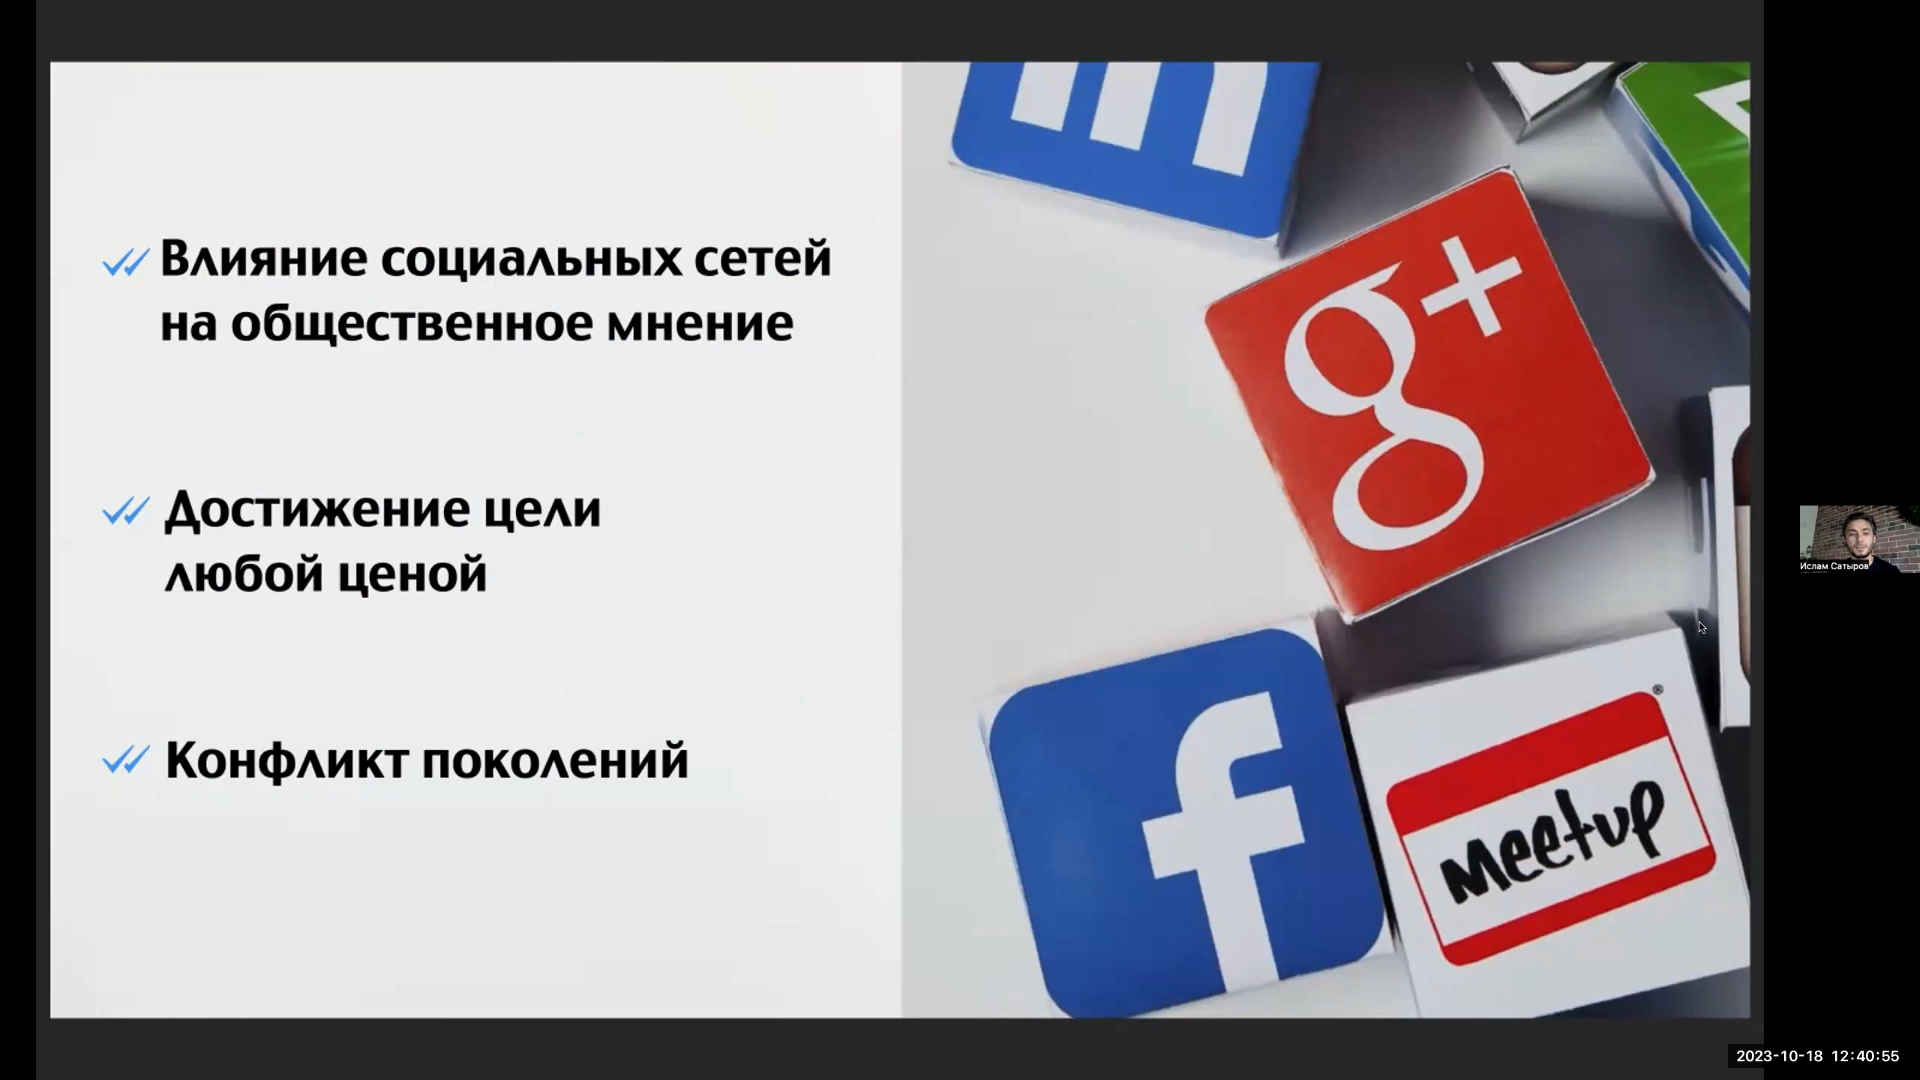 Влияние социальных сетей
на общественное мнение
Достижение цели
любой ценой
Конфликт поколений
in
g+
f
meetup
®
Ислам Сатыров
2023-10-18 12:40:55